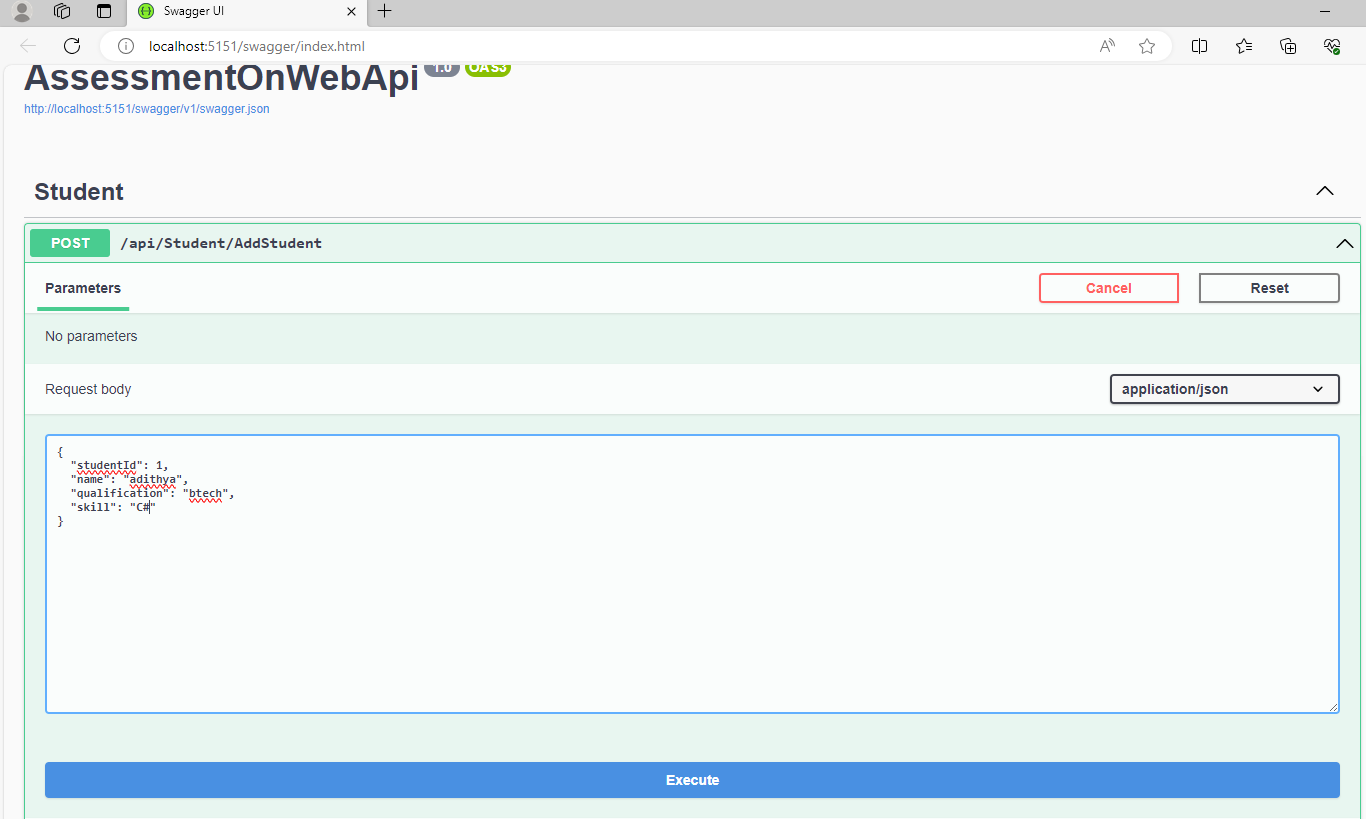 Swagger UI
localhost:5151/swagger/index.html
AssessmentOnWebApi 1.0 OAS3
http://localhost:5151/swagger/v1/swagger.json
Student
POST /api/Student/AddStudent
Parameters
Cancel
Reset
No parameters
Request body
application/json
{
"studentId": 1,
"name": "adithya",
"qualification": "btech",
"skill": "C#"
}
Execute